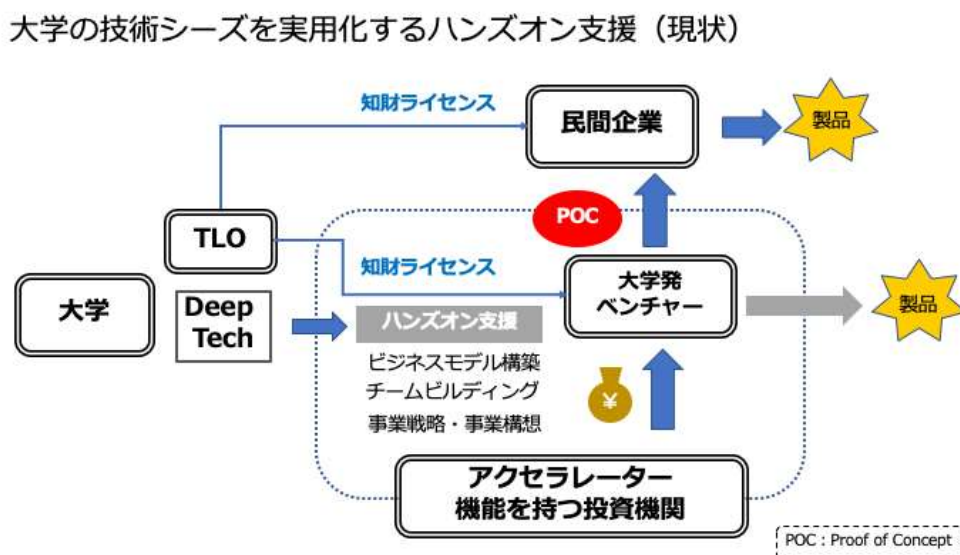 大学の技術シーズを実用化するハンズオン支援（現状）
知財ライセンス
民間企業
製品
POC
TLO
知財ライセンス
大学発
ベンチャー
製品
大学
Deep
Tech
ハンズオン支援
ビジネスモデル構築
チームビルディング
事業戦略・事業構想
¥
アクセラレーター
機能を持つ投資機関
POC : Proof of Concept